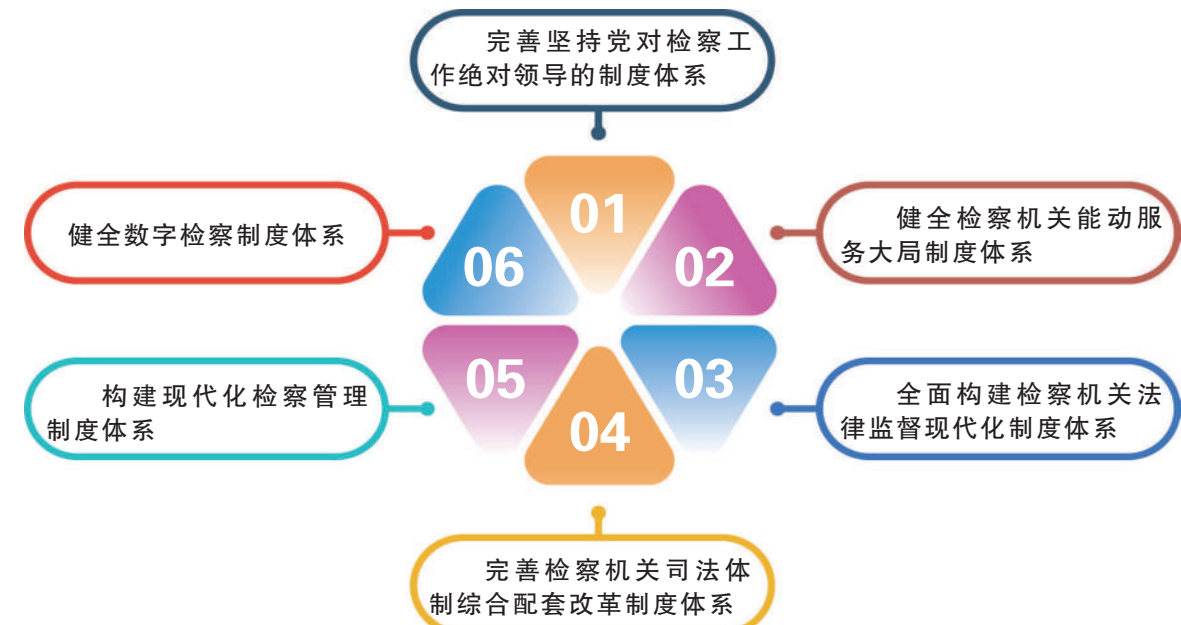 完善坚持党对检察工
作绝对领导的制度体系
01
健全检察机关能动服
务大局制度体系
02
全面构建检察机关法
律监督现代化制度体系
03
完善检察机关司法体
制综合配套改革制度体系
04
构建现代化检察管理
制度体系
05
健全数字检察制度体系
06